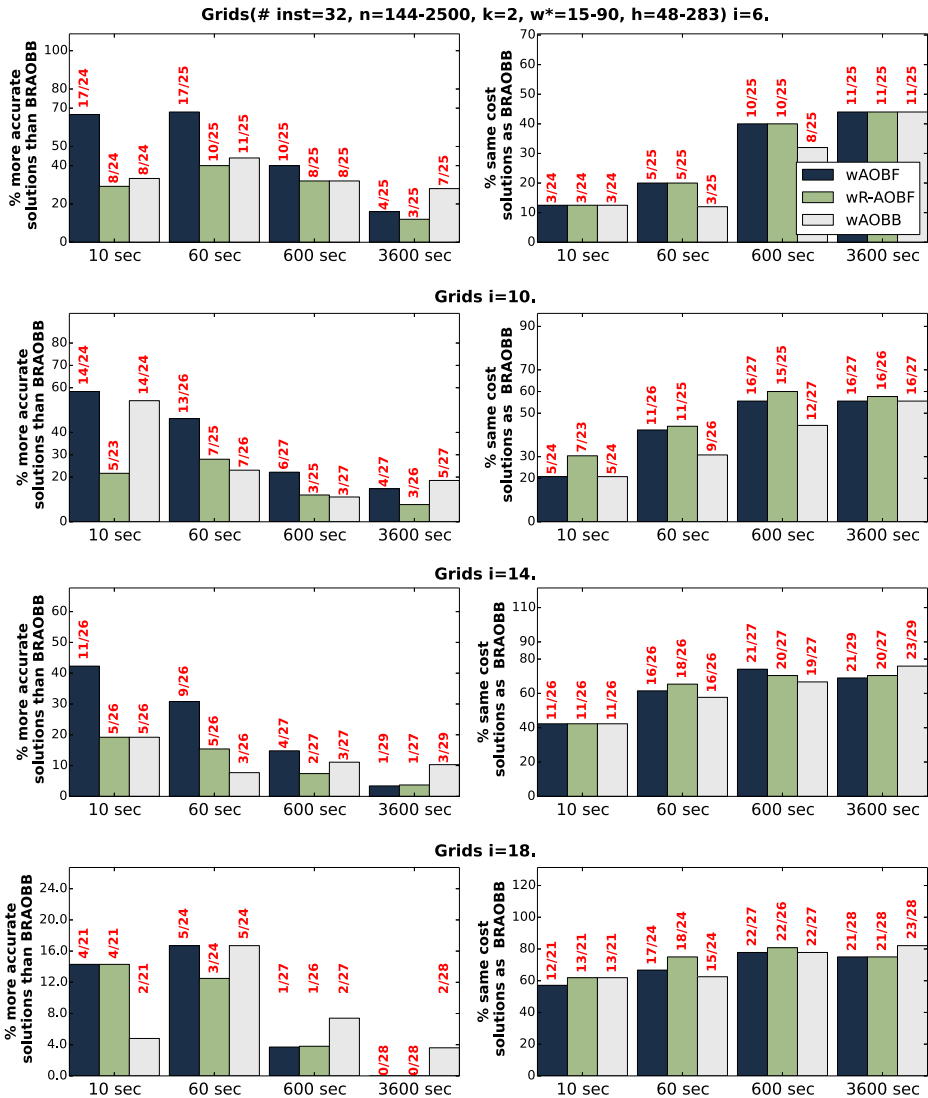 Grids(# inst=32, n=144-2500, k=2, w*=15-90, h=48-283) i=6.
% more accurate
solutions than BRAOBB
100
80
70
60
40
20
0
17/24
8/24
8/24
17/25
10/25
11/25
10/25
8/25
8/25
4/25
3/25
7/25
10 sec
60 sec
600 sec
3600 sec
% same cost
solutions as BRAOBB
70
60
50
40
30
20
10
0
3/24
3/24
3/24
5/25
5/25
3/25
10/25
10/25
8/25
11/25
11/25
11/25
wAOBF
wR-AOBF
wAOBB
10 sec
60 sec
600 sec
3600 sec
Grids i=10.
% more accurate
solutions than BRAOBB
80
60
50
40
20
0
14/24
5/23
14/24
13/26
7/25
7/26
6/27
3/25
3/27
4/27
3/26
5/27
10 sec
60 sec
600 sec
3600 sec
% same cost
solutions as BRAOBB
90
60
50
30
20
0
5/24
7/23
5/24
11/26
11/25
9/26
16/27
15/25
12/27
16/27
16/26
16/27
10 sec
60 sec
600 sec
3600 sec
Grids i=14.
% more accurate
solutions than BRAOBB
60
50
40
30
20
10
0
11/26
5/26
5/26
9/26
5/26
3/26
4/27
2/27
3/27
1/29
1/27
3/29
10 sec
60 sec
600 sec
3600 sec
% same cost
solutions as BRAOBB
110
80
60
40
20
0
11/26
11/26
11/26
16/26
18/26
16/26
21/27
20/27
19/27
21/29
20/27
23/29
10 sec
60 sec
600 sec
3600 sec
Grids i=18.
% more accurate
solutions than BRAOBB
24.0
20.0
16.0
12.0
8.0
4.0
0.0
4/21
4/21
2/21
5/24
3/24
5/24
1/27
1/26
2/27
0/28
0/28
2/28
10 sec
60 sec
600 sec
3600 sec
% same cost
solutions as BRAOBB
120
100
80
60
40
20
0
12/21
13/21
13/21
17/24
18/24
15/24
22/27
22/26
22/27
21/28
21/28
23/28
10 sec
60 sec
600 sec
3600 sec